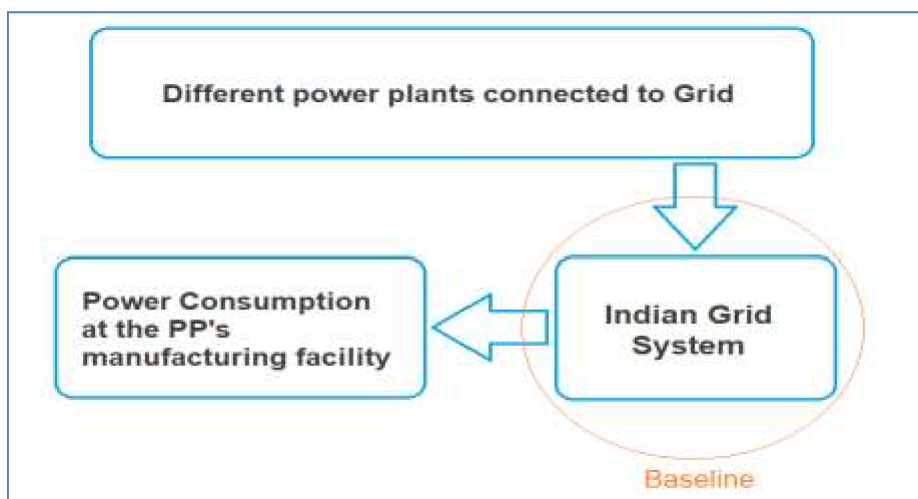 Different power plants connected to Grid
Power Consumption
at the PP's
manufacturing facility
Indian Grid
System
Baseline